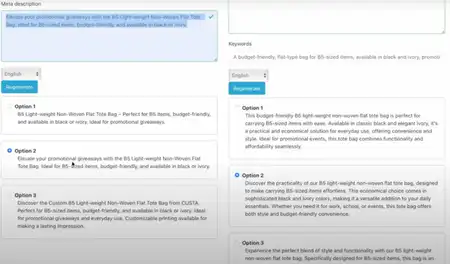 Meta description
Elevate your promotional giveaways with the B5 Light-weight Non-Woven Flat Tote
Bag. Ideal for B5-sized items, budget-friendly, and available in black or ivory.
English
Regenerate
Option 1
B5 Light-weight Non-Woven Flat Tote Bag - Perfect for B5 items, budget-friendly,
and available in black or ivory. Ideal for promotional giveaways.
Option 2
Elevate your promotional giveaways with the B5 Light-weight Non-Woven Flat
Tote Bag. Ideal for B5-sized items, budget-friendly, and available in black or ivory.
Option 3
Discover the Custom B5 Light-weight Non-Woven Flat Tote Bag from CUSTA.
Perfect for B5-sized items, budget-friendly, and available in black or ivory. Ideal
for promotional giveaways and everyday use. Customizable printing available for
making a lasting impression.
Keywords
A budget-friendly, flat-type bag for B5-sized items, available in black and ivory, promoti
English
Regenerate
Option 1
This budget-friendly B5 light-weight non-woven flat tote bag is perfect for
carrying B5-sized items with ease. Available in classic black and elegant ivory, it's
a practical and economical solution for everyday use, offering convenience and
style. Ideal for promotional events, this tote bag combines functionality and
affordability seamlessly.
Option 2
Discover the practicality of our B5 light-weight non-woven flat tote bag, designed
to make carrying B5-sized items effortless. This economical choice comes in
sophisticated black and ivory colors, making it a versatile addition to your daily
essentials. Whether you need it for work, school, or events, this tote bag offers
both style and budget-friendly convenience.
Option 3
Experience the perfect blend of style and functionality with our B5 light-weight
non-woven flat tote bag. Specifically designed for B5-sized items, this bag is an